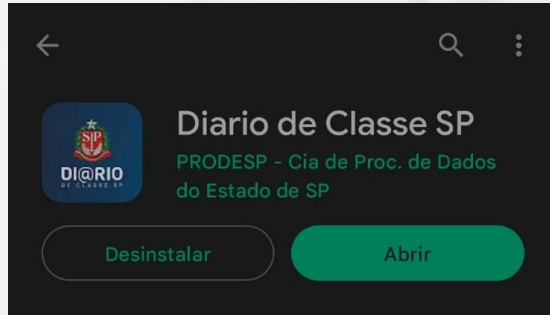 Diario de Classe SP
SP
DI@RIO
DE CLASSE SP
PRODESP - Cia de Proc. de Dados
do Estado de SP
Desinstalar
Abrir